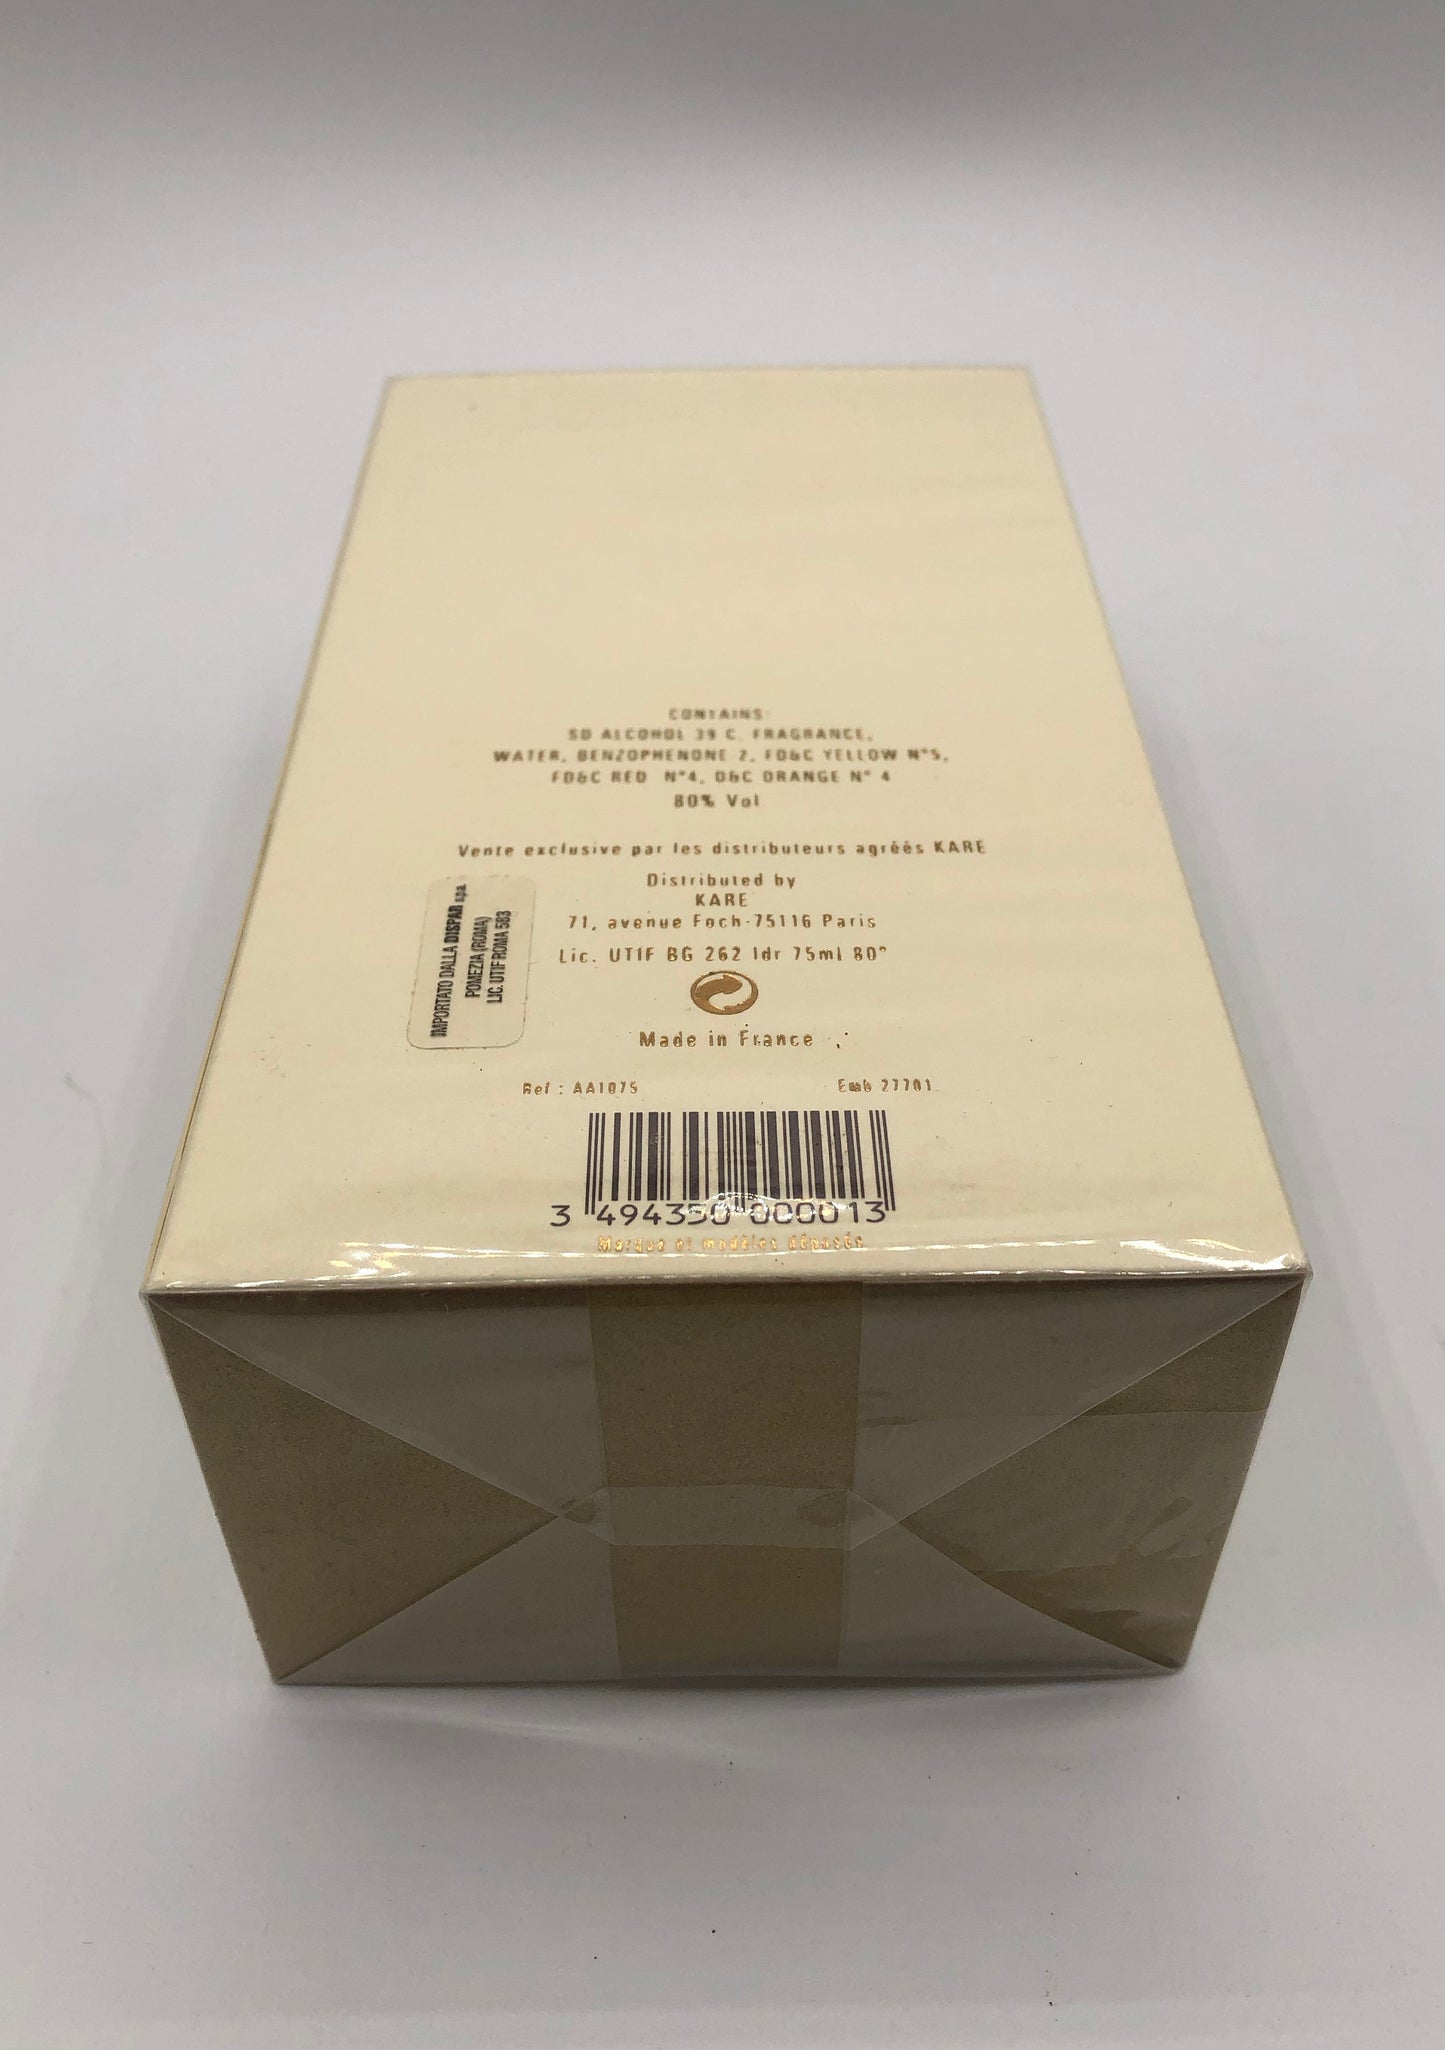 CONTAINS:
SD ALCOHOL 39 C, FRAGRANCE,
WATER, BENZOPHENONE 2, FD&C YELLOW N°5,
FD&C RED N°4, D&C ORANGE N° 4
80% Vol
Vente exclusive par les distributeurs agréés KARE
Distributed by
KARE
71, avenue Foch-75116 Paris
Lic. UTIF BG 262 ldr 75ml 80°
IMPORTATO DALLA DISPAR spa
POMEZIA (ROMA)
LIC. UTIF ROMA 583
Made in France
Ref : AA1075
Emb 27701
3 494350 000013
Marque et modèles déposés